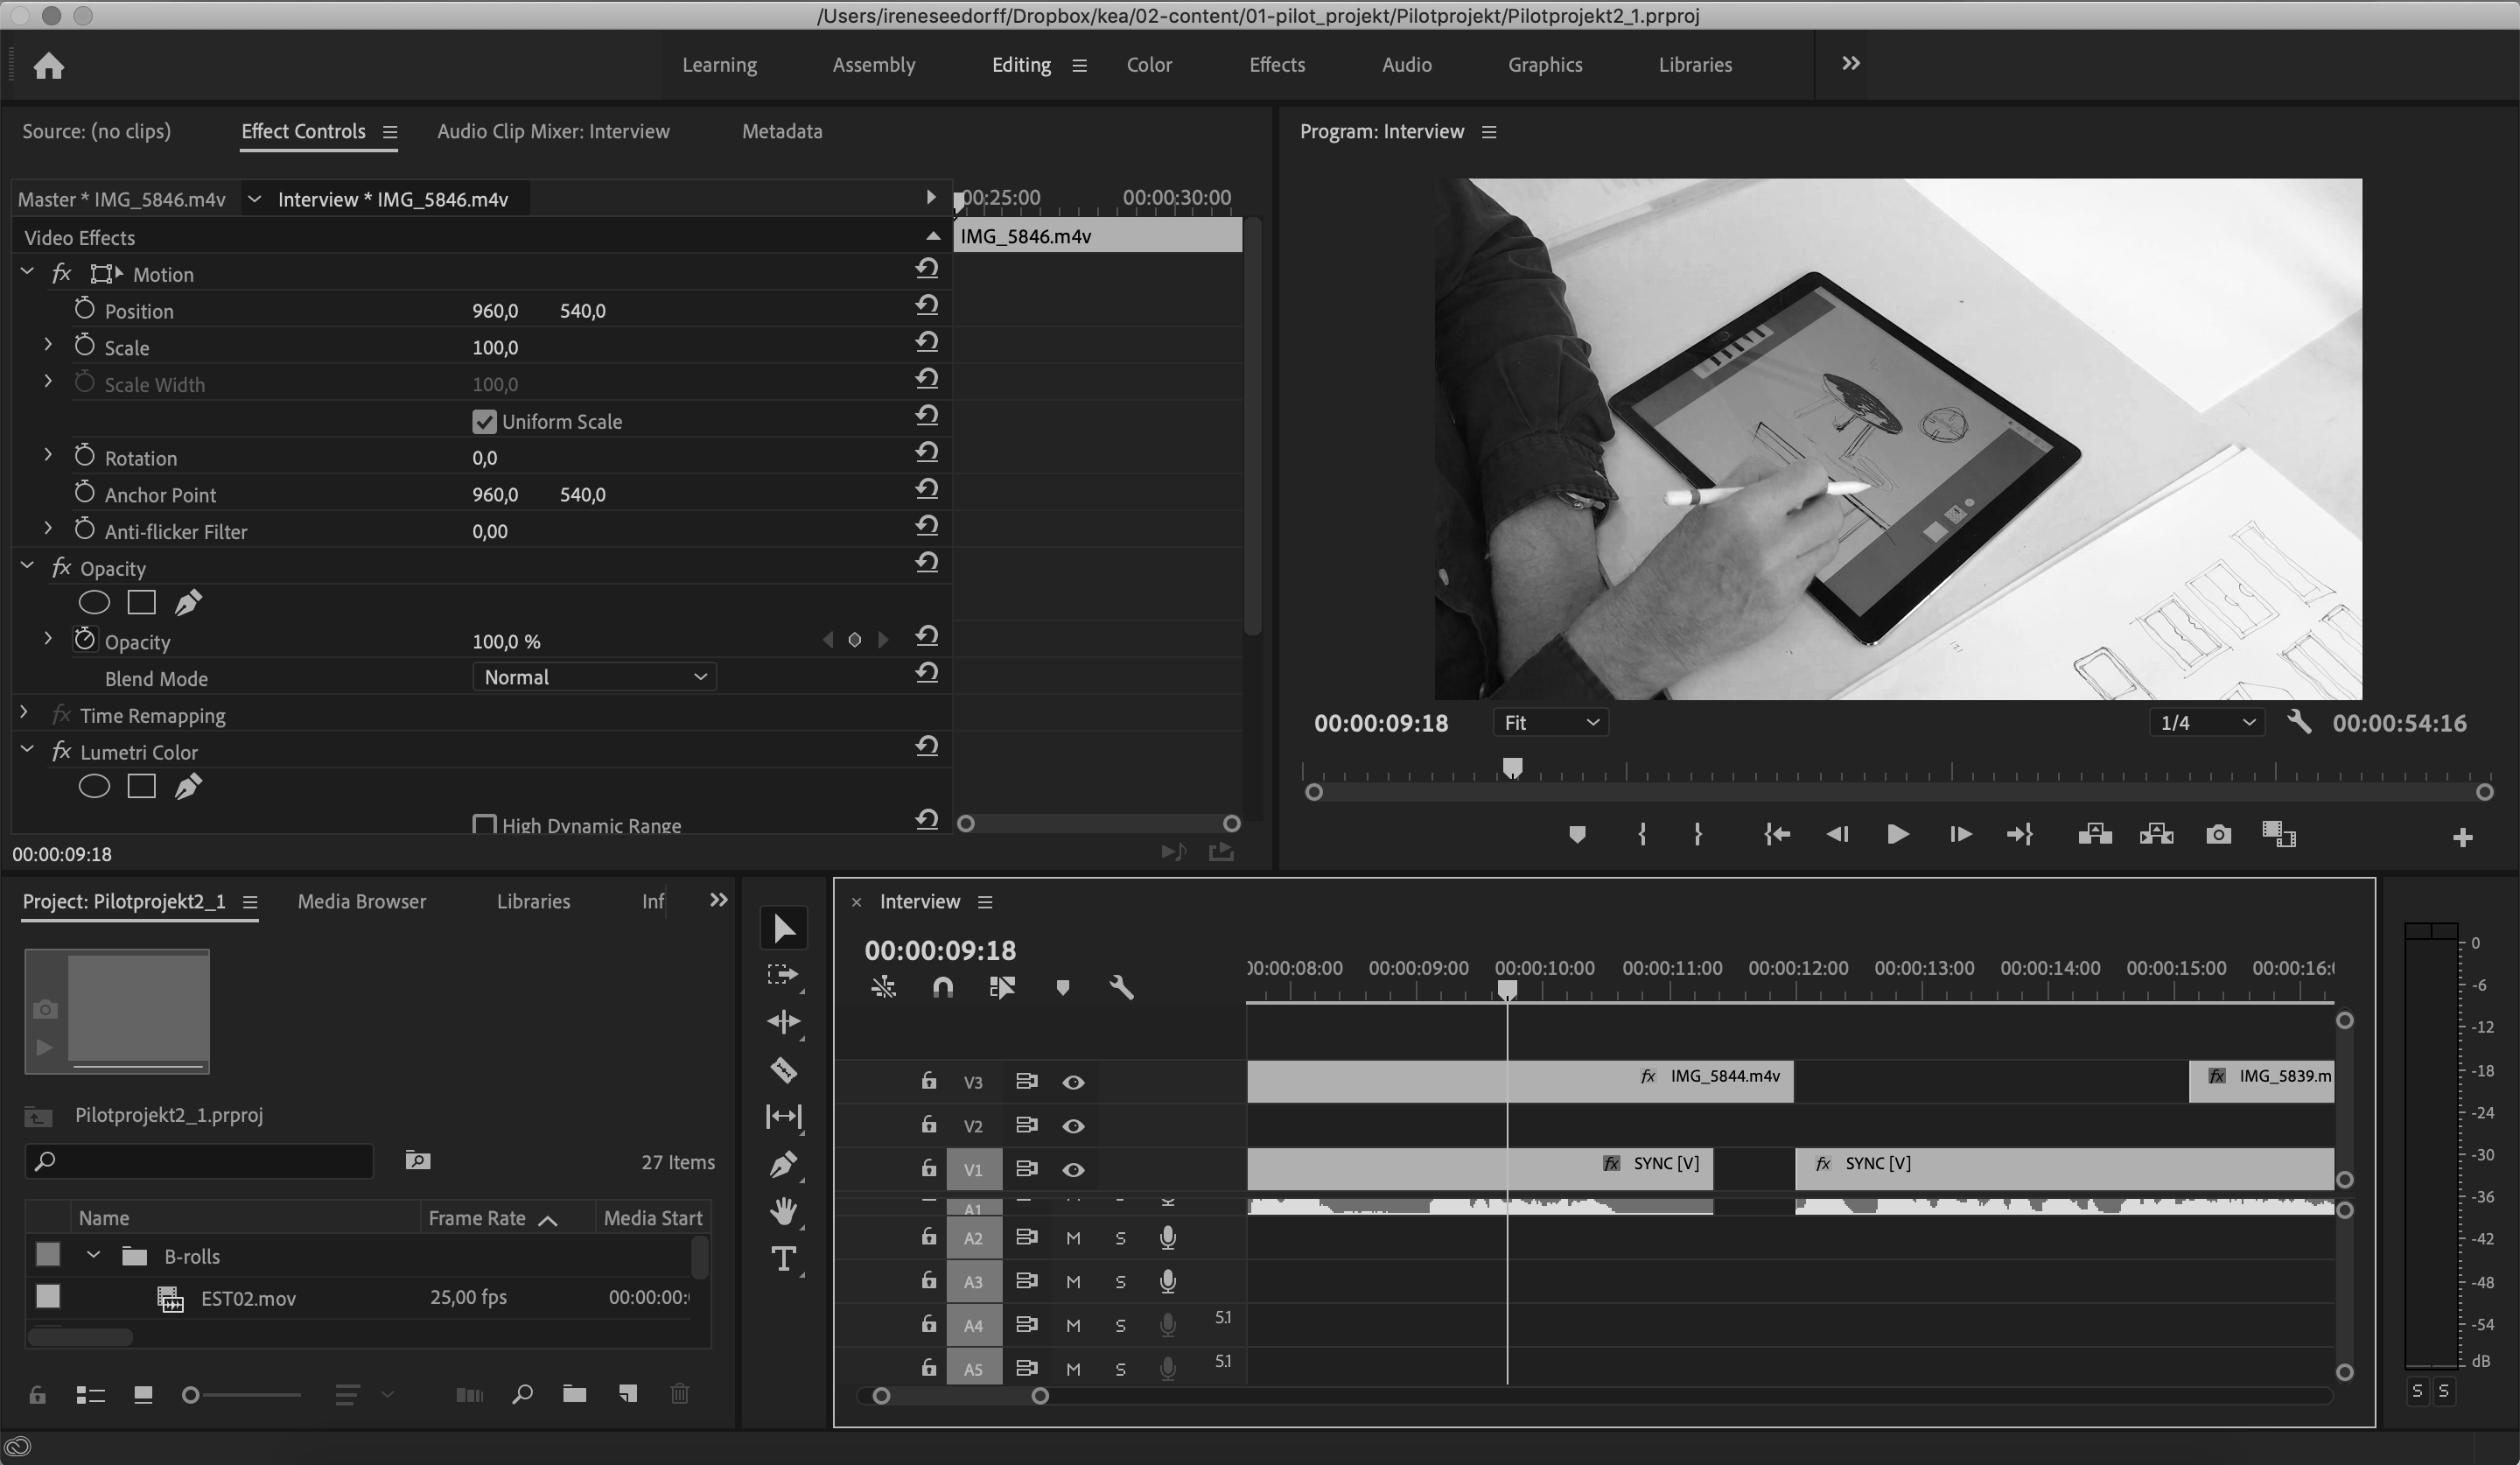 /Users/ireneseedorff/Dropbox/kea/02-content/01-pilot_projekt/Pilotprojekt/Pilotprojekt2_1.prproj
Learning Assembly Editing Color Effects Audio Graphics Libraries
Source: (no clips) Effect Controls Audio Clip Mixer: Interview Metadata
Master * IMG_5846.m4v Interview * IMG_5846.m4v
00:25:00 00:00:30:00
Video Effects
IMG_5846.m4v
fx Motion
Position 960,0 540,0
Scale 100,0
Scale Width 100,0
Uniform Scale
Rotation 0,0
Anchor Point 960,0 540,0
Anti-flicker Filter 0,00
fx Opacity
Opacity 100,0 %
Blend Mode Normal
fx Time Remapping
fx Lumetri Color
High Dynamic Range
00:00:09:18
Program: Interview
00:00:09:18 Fit 1/4 00:00:54:16
Project: Pilotprojekt2_1 Media Browser Libraries Inf
Pilotprojekt2_1.prproj
27 Items
Name Frame Rate Media Start
B-rolls
EST02.mov 25,00 fps 00:00:00:
Interview
00:00:09:18
00:00:08:00 00:00:09:00 00:00:10:00 00:00:11:00 00:00:12:00 00:00:13:00 00:00:14:00 00:00:15:00 00:00:16:0
V3 fx IMG_5844.m4v fx IMG_5839.m
V2
V1 fx SYNC [V] fx SYNC [V]
A1
A2 M S
A3 M S
A4 M S 5.1
A5 M S 5.1
0
-6
-12
-18
-24
-30
-36
-42
-48
-54
dB
S S